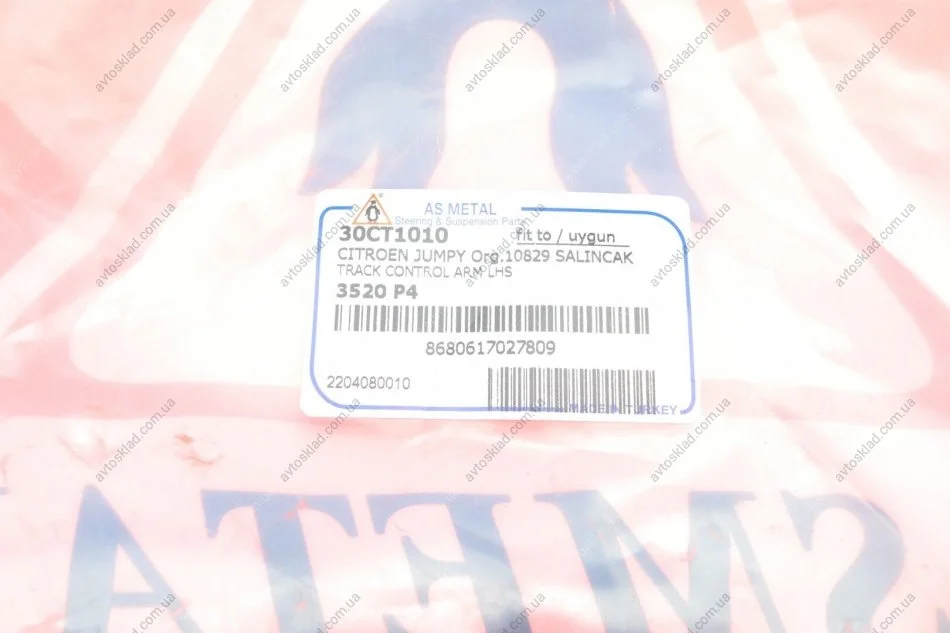 AS METAL
Steering & Suspension Parts
30CT1010 fit to / uygun
CITROEN JUMPY Org.10829 SALINCAK
TRACK CONTROL ARM LHS
3520 P4
8680617027809
2204080010
MADE IN TURKEY
SMETA
avtosklad.com.ua